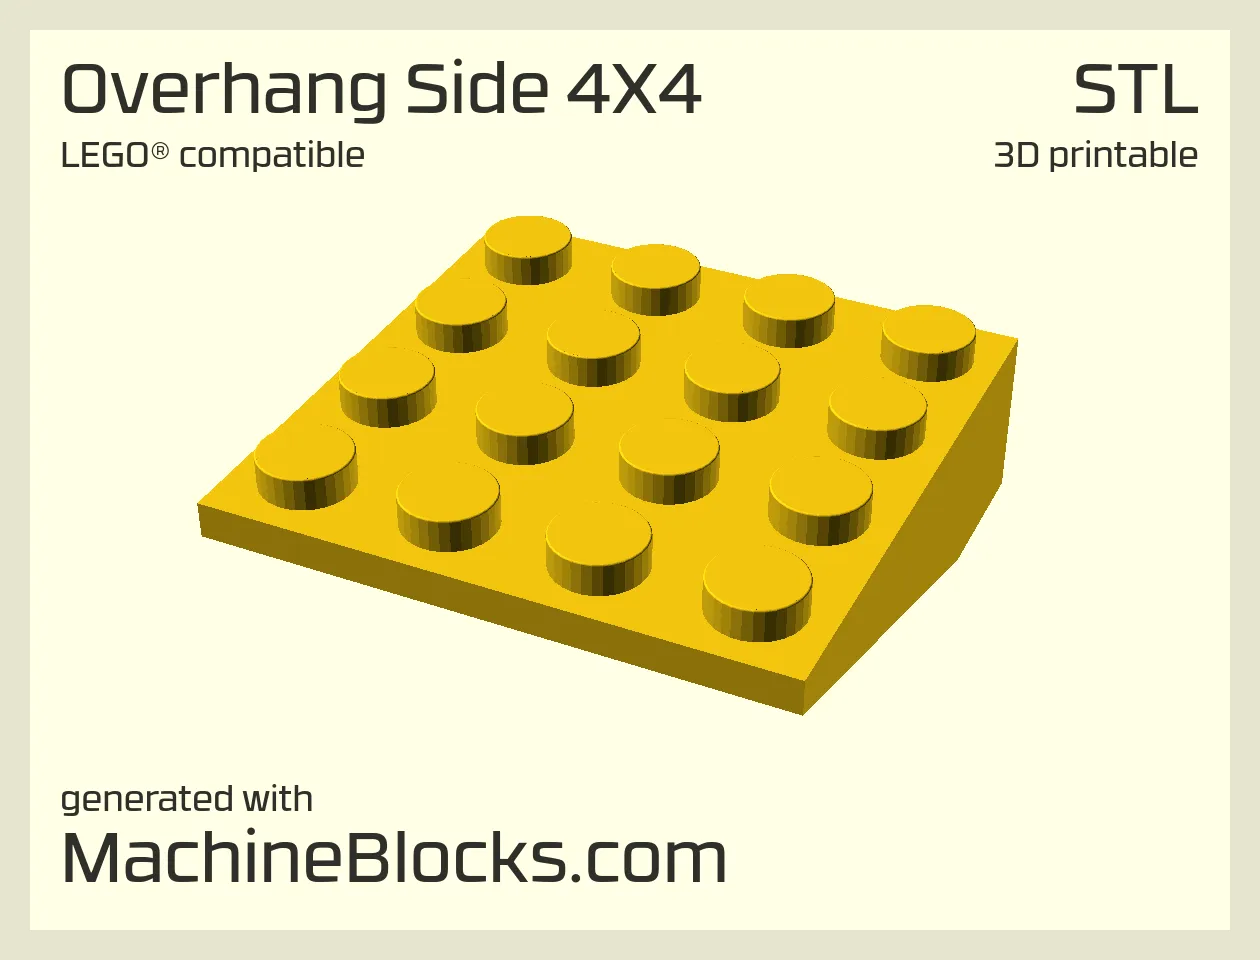 Overhang Side 4X4
STL
LEGO® compatible
3D printable
generated with
MachineBlocks.com